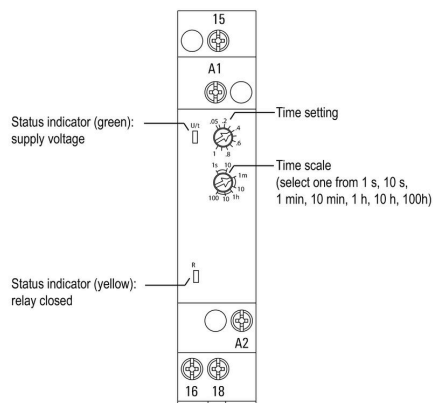 15
A1
Status indicator (green):
supply voltage
U/t
.05 .2
.4
.6
.8
1
Time setting
1s 10
1m
10
1h
10
100
Time scale
(select one from 1 s, 10 s,
1 min, 10 min, 1 h, 10 h, 100h)
Status indicator (yellow):
relay closed
R
A2
16 18